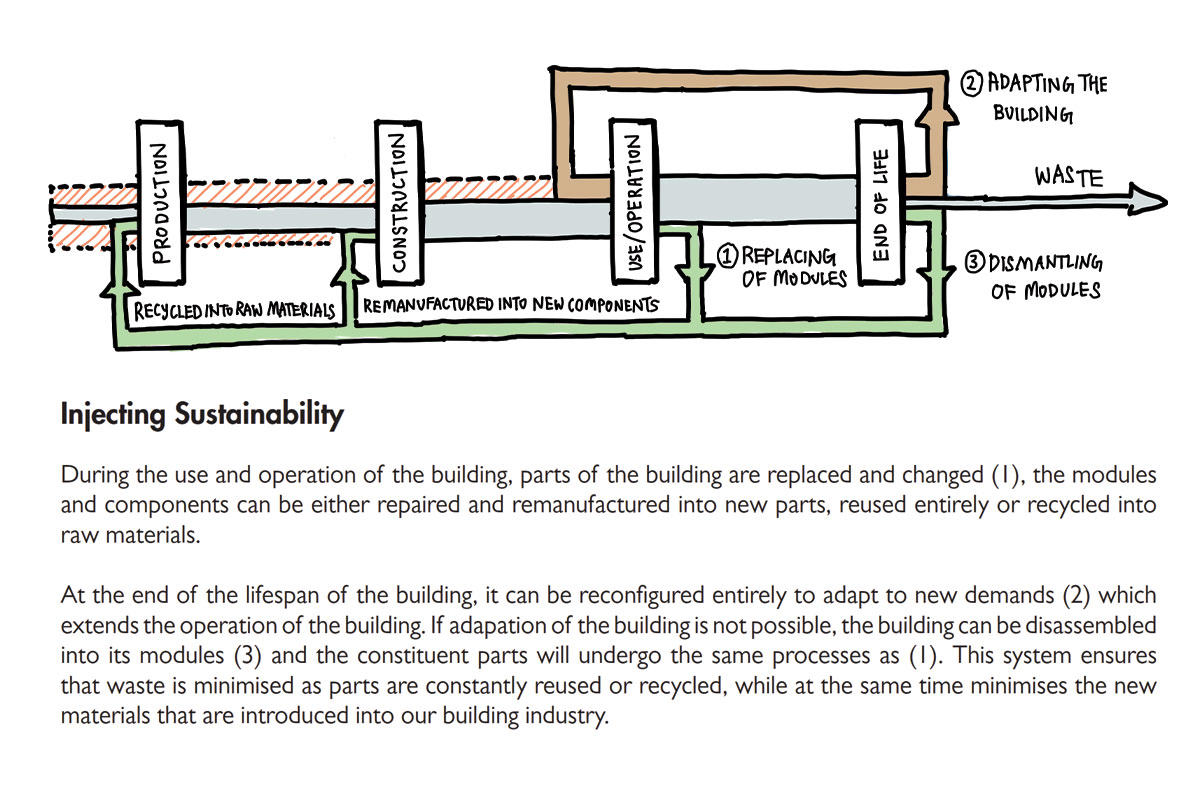 ② ADAPTING THE
BUILDING
PRODUCTION
CONSTRUCTION
USE/OPERATION
END OF LIFE
WASTE
① REPLACING
OF MODULES
③ DISMANTLING
OF MODULES
RECYCLED INTO RAW MATERIALS
REMANUFACTURED INTO NEW COMPONENTS
Injecting Sustainability
During the use and operation of the building, parts of the building are replaced and changed (1), the modules
and components can be either repaired and remanufactured into new parts, reused entirely or recycled into
raw materials.
At the end of the lifespan of the building, it can be reconfigured entirely to adapt to new demands (2) which
extends the operation of the building. If adapation of the building is not possible, the building can be disassembled
into its modules (3) and the constituent parts will undergo the same processes as (1). This system ensures
that waste is minimised as parts are constantly reused or recycled, while at the same time minimises the new
materials that are introduced into our building industry.